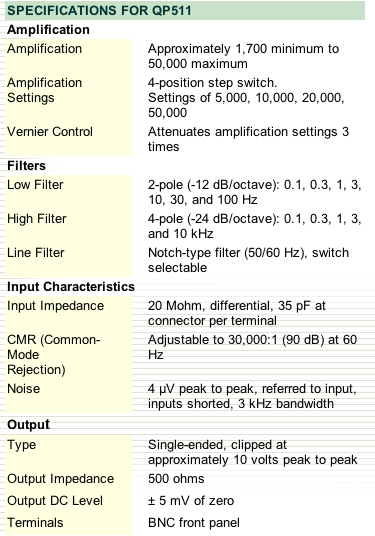 SPECIFICATIONS FOR QP511
Amplification
Amplification Approximately 1,700 minimum to
50,000 maximum
Amplification 4-position step switch.
Settings Settings of 5,000, 10,000, 20,000,
50,000
Vernier Control Attenuates amplification settings 3
times
Filters
Low Filter 2-pole (-12 dB/octave): 0.1, 0.3, 1, 3,
10, 30, and 100 Hz
High Filter 4-pole (-24 dB/octave): 0.1, 0.3, 1, 3,
and 10 kHz
Line Filter Notch-type filter (50/60 Hz), switch
selectable
Input Characteristics
Input Impedance 20 Mohm, differential, 35 pF at
connector per terminal
CMR (Common- Adjustable to 30,000:1 (90 dB) at 60
Mode Hz
Rejection)
Noise 4 µV peak to peak, referred to input,
inputs shorted, 3 kHz bandwidth
Output
Type Single-ended, clipped at
approximately 10 volts peak to peak
Output Impedance 500 ohms
Output DC Level ± 5 mV of zero
Terminals BNC front panel